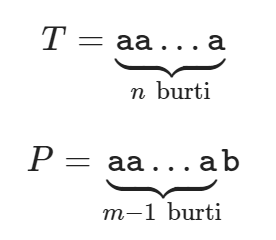 T = aa...a
n burti
P = aa...ab
m−1 burti